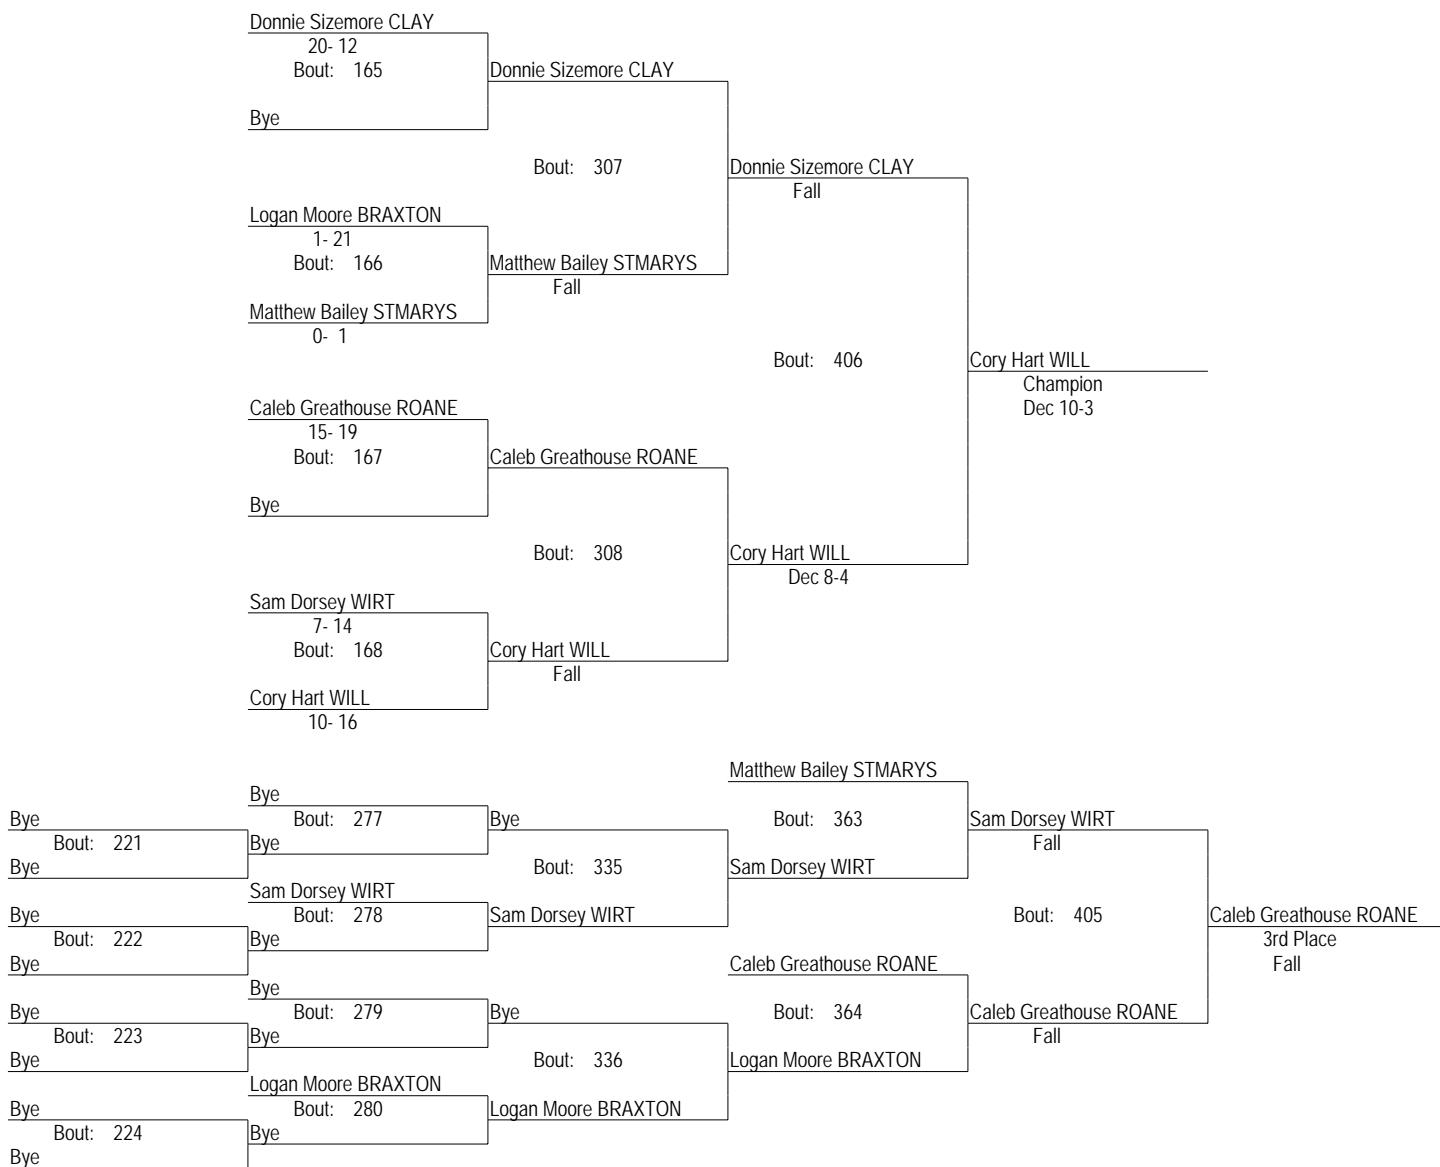 Donnie Sizemore CLAY
20- 12
Bout: 165
Donnie Sizemore CLAY
Bye
Bout: 307
Donnie Sizemore CLAY
Fall
Logan Moore BRAXTON
1- 21
Bout: 166
Matthew Bailey STMARYS
Fall
Matthew Bailey STMARYS
0- 1
Bout: 406
Cory Hart WILL
Champion
Dec 10-3
Caleb Greathouse ROANE
15- 19
Bout: 167
Caleb Greathouse ROANE
Bye
Bout: 308
Cory Hart WILL
Dec 8-4
Sam Dorsey WIRT
7- 14
Bout: 168
Cory Hart WILL
Fall
Cory Hart WILL
10- 16
Matthew Bailey STMARYS
Bye
Bye
Bout: 277
Bye
Bout: 363
Sam Dorsey WIRT
Bout: 221
Bye
Fall
Bye
Bout: 335
Sam Dorsey WIRT
Sam Dorsey WIRT
Bye
Bout: 278
Sam Dorsey WIRT
Bout: 405
Caleb Greathouse ROANE
Bout: 222
Bye
3rd Place
Bye
Caleb Greathouse ROANE
Fall
Bye
Bye
Bout: 279
Bye
Bout: 364
Caleb Greathouse ROANE
Bout: 223
Bye
Fall
Bye
Bout: 336
Logan Moore BRAXTON
Logan Moore BRAXTON
Bye
Bout: 280
Logan Moore BRAXTON
Bout: 224
Bye
Bye